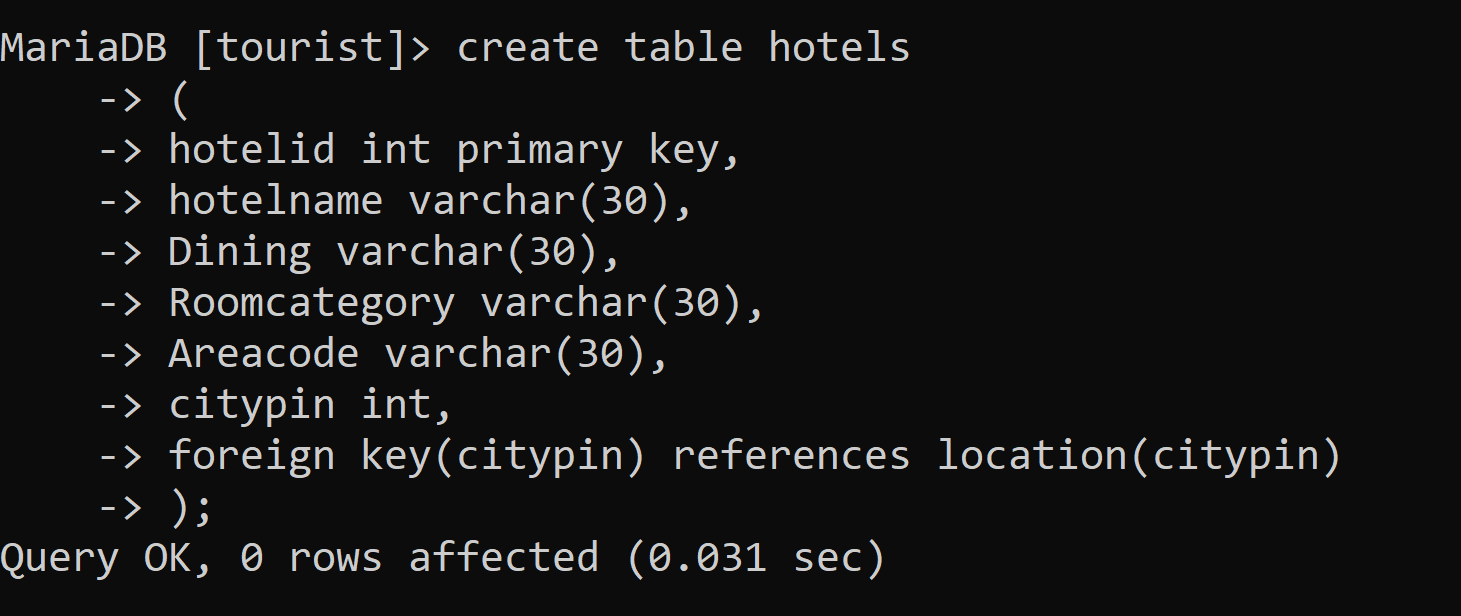 MariaDB [tourist]> create table hotels
    -> (
    -> hotelid int primary key,
    -> hotelname varchar(30),
    -> Dining varchar(30),
    -> Roomcategory varchar(30),
    -> Areacode varchar(30),
    -> citypin int,
    -> foreign key(citypin) references location(citypin)
    -> );
Query OK, 0 rows affected (0.031 sec)